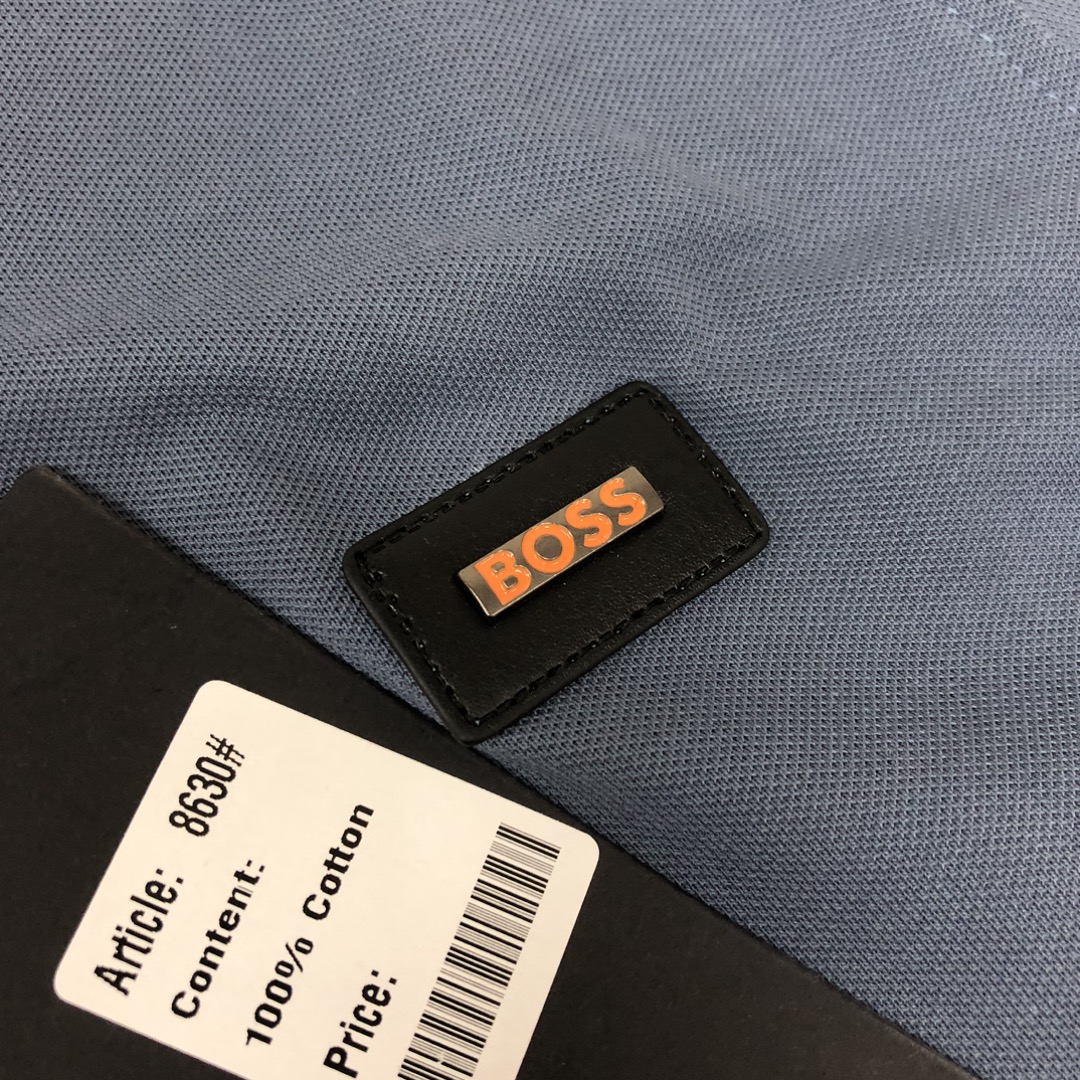 BOSS
Article: 8630#
Content:
100% Cotton
Price: